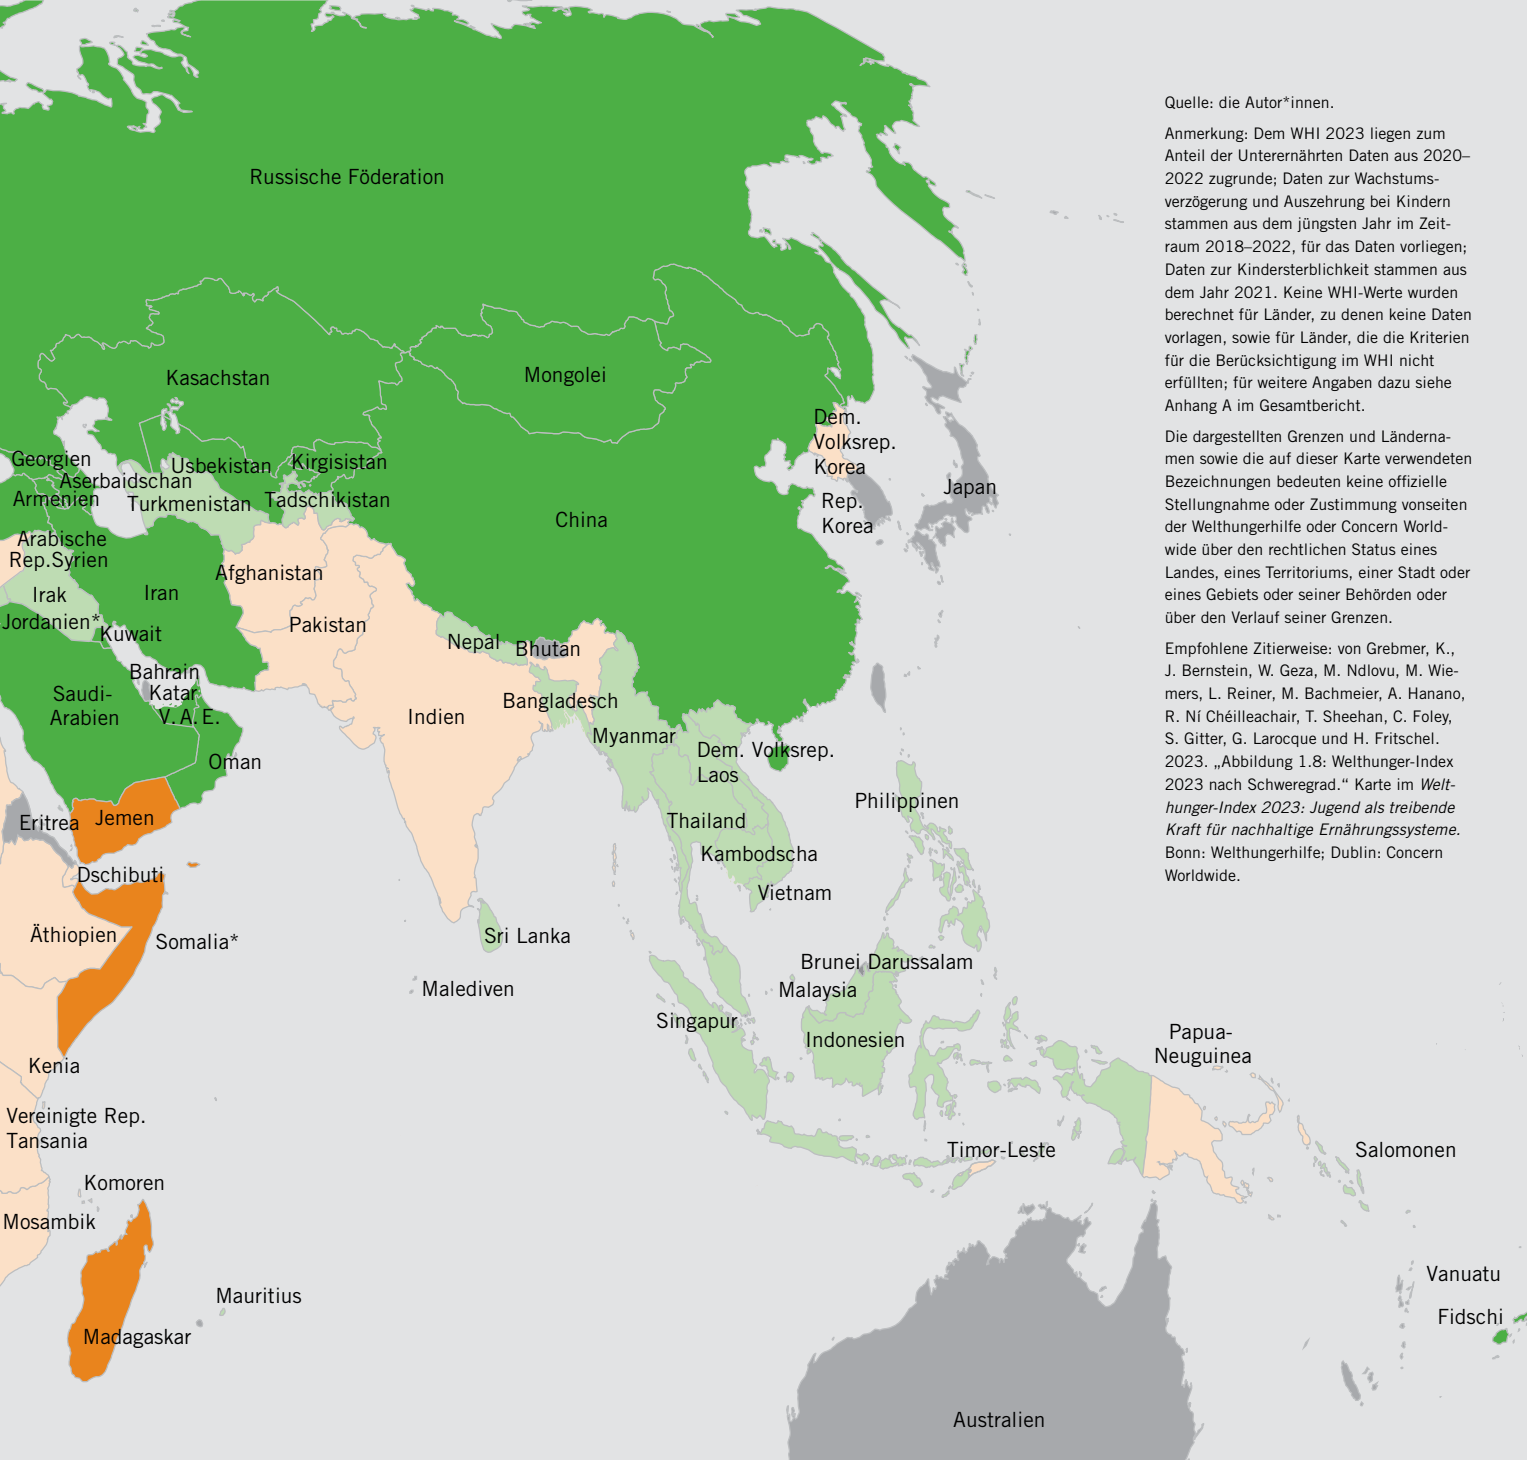 Russische Föderation
Kasachstan
Mongolei
Georgien
Usbekistan
Kirgisistan
Aserbaidschan
Armenien
Turkmenistan
Tadschikistan
Dem.
Volksrep.
Korea
Rep.
Korea
Japan
China
Arabische
Rep.Syrien
Irak
Iran
Afghanistan
Jordanien*
Kuwait
Pakistan
Nepal
Bhutan
Bahrain
Katar
Saudi-
Arabien
V. A. E.
Bangladesch
Indien
Myanmar
Oman
Dem. Volksrep.
Laos
Philippinen
Eritrea
Jemen
Thailand
Kambodscha
Dschibuti
Vietnam
Äthiopien
Somalia*
Sri Lanka
Brunei Darussalam
Malediven
Malaysia
Singapur
Indonesien
Papua-
Neuguinea
Kenia
Vereinigte Rep.
Tansania
Timor-Leste
Salomonen
Komoren
Mosambik
Vanuatu
Mauritius
Fidschi
Madagaskar
Australien
Quelle: die Autor*innen.
Anmerkung: Dem WHI 2023 liegen zum
Anteil der Unterernährten Daten aus 2020–
2022 zugrunde; Daten zur Wachstums-
verzögerung und Auszehrung bei Kindern
stammen aus dem jüngsten Jahr im Zeit-
raum 2018–2022, für das Daten vorliegen;
Daten zur Kindersterblichkeit stammen aus
dem Jahr 2021. Keine WHI-Werte wurden
berechnet für Länder, zu denen keine Daten
vorlagen, sowie für Länder, die die Kriterien
für die Berücksichtigung im WHI nicht
erfüllten; für weitere Angaben dazu siehe
Anhang A im Gesamtbericht.
Die dargestellten Grenzen und Länderna-
men sowie die auf dieser Karte verwendeten
Bezeichnungen bedeuten keine offizielle
Stellungnahme oder Zustimmung vonseiten
der Welthungerhilfe oder Concern World-
wide über den rechtlichen Status eines
Landes, eines Territoriums, einer Stadt oder
eines Gebiets oder seiner Behörden oder
über den Verlauf seiner Grenzen.
Empfohlene Zitierweise: von Grebmer, K.,
J. Bernstein, W. Geza, M. Ndlovu, M. Wie-
mers, L. Reiner, M. Bachmeier, A. Hanano,
R. Ní Chéilleachair, T. Sheehan, C. Foley,
S. Gitter, G. Larocque und H. Fritschel.
2023. „Abbildung 1.8: Welthunger-Index
2023 nach Schweregrad.“ Karte im Welt-
hunger-Index 2023: Jugend als treibende
Kraft für nachhaltige Ernährungssysteme.
Bonn: Welthungerhilfe; Dublin: Concern
Worldwide.